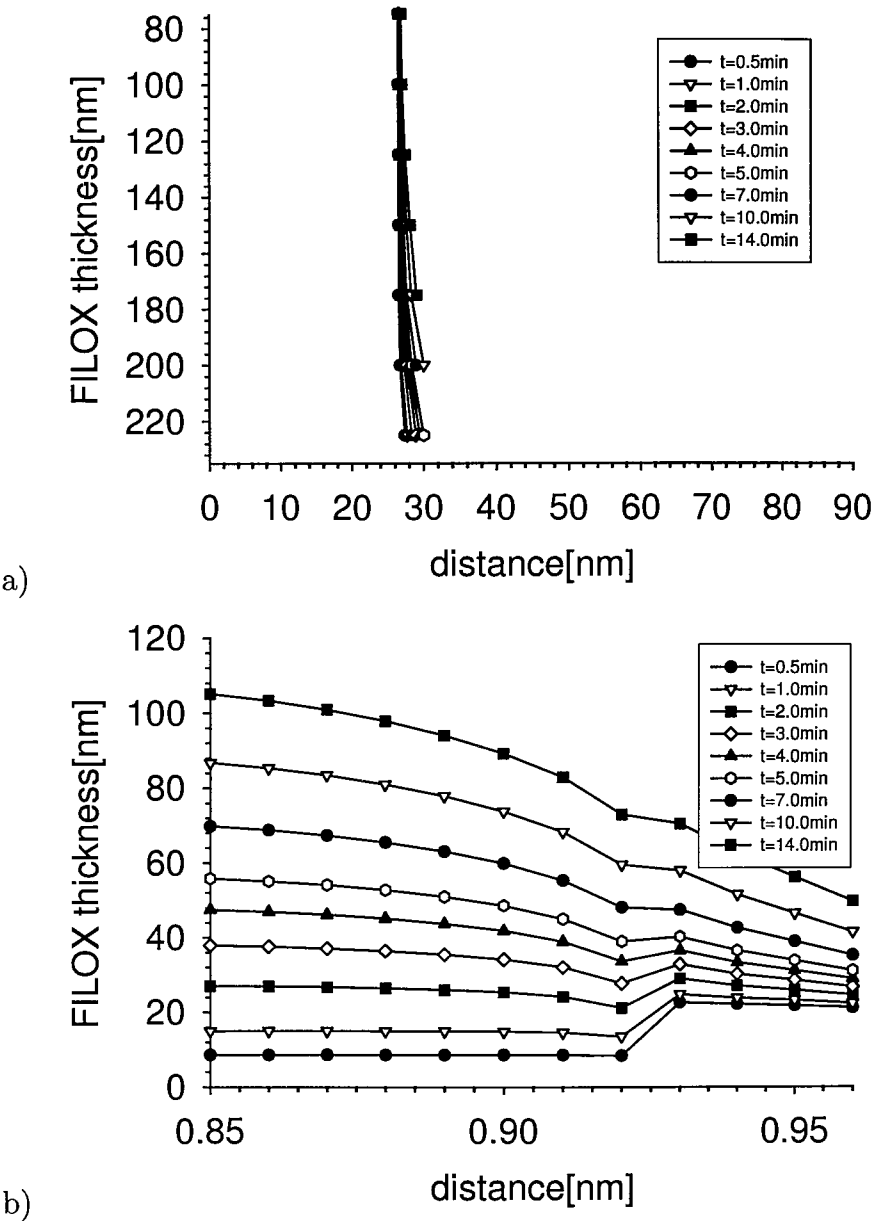 80
100
120
140
160
180
200
220
FILOX thickness[nm]
t=0.5min
t=1.0min
t=2.0min
t=3.0min
t=4.0min
t=5.0min
t=7.0min
t=10.0min
t=14.0min
0 10 20 30 40 50 60 70 80 90
distance[nm]
a)
120
100
80
60
40
20
0
FILOX thickness[nm]
t=0.5min
t=1.0min
t=2.0min
t=3.0min
t=4.0min
t=5.0min
t=7.0min
t=10.0min
t=14.0min
0.85 0.90 0.95
distance[nm]
b)